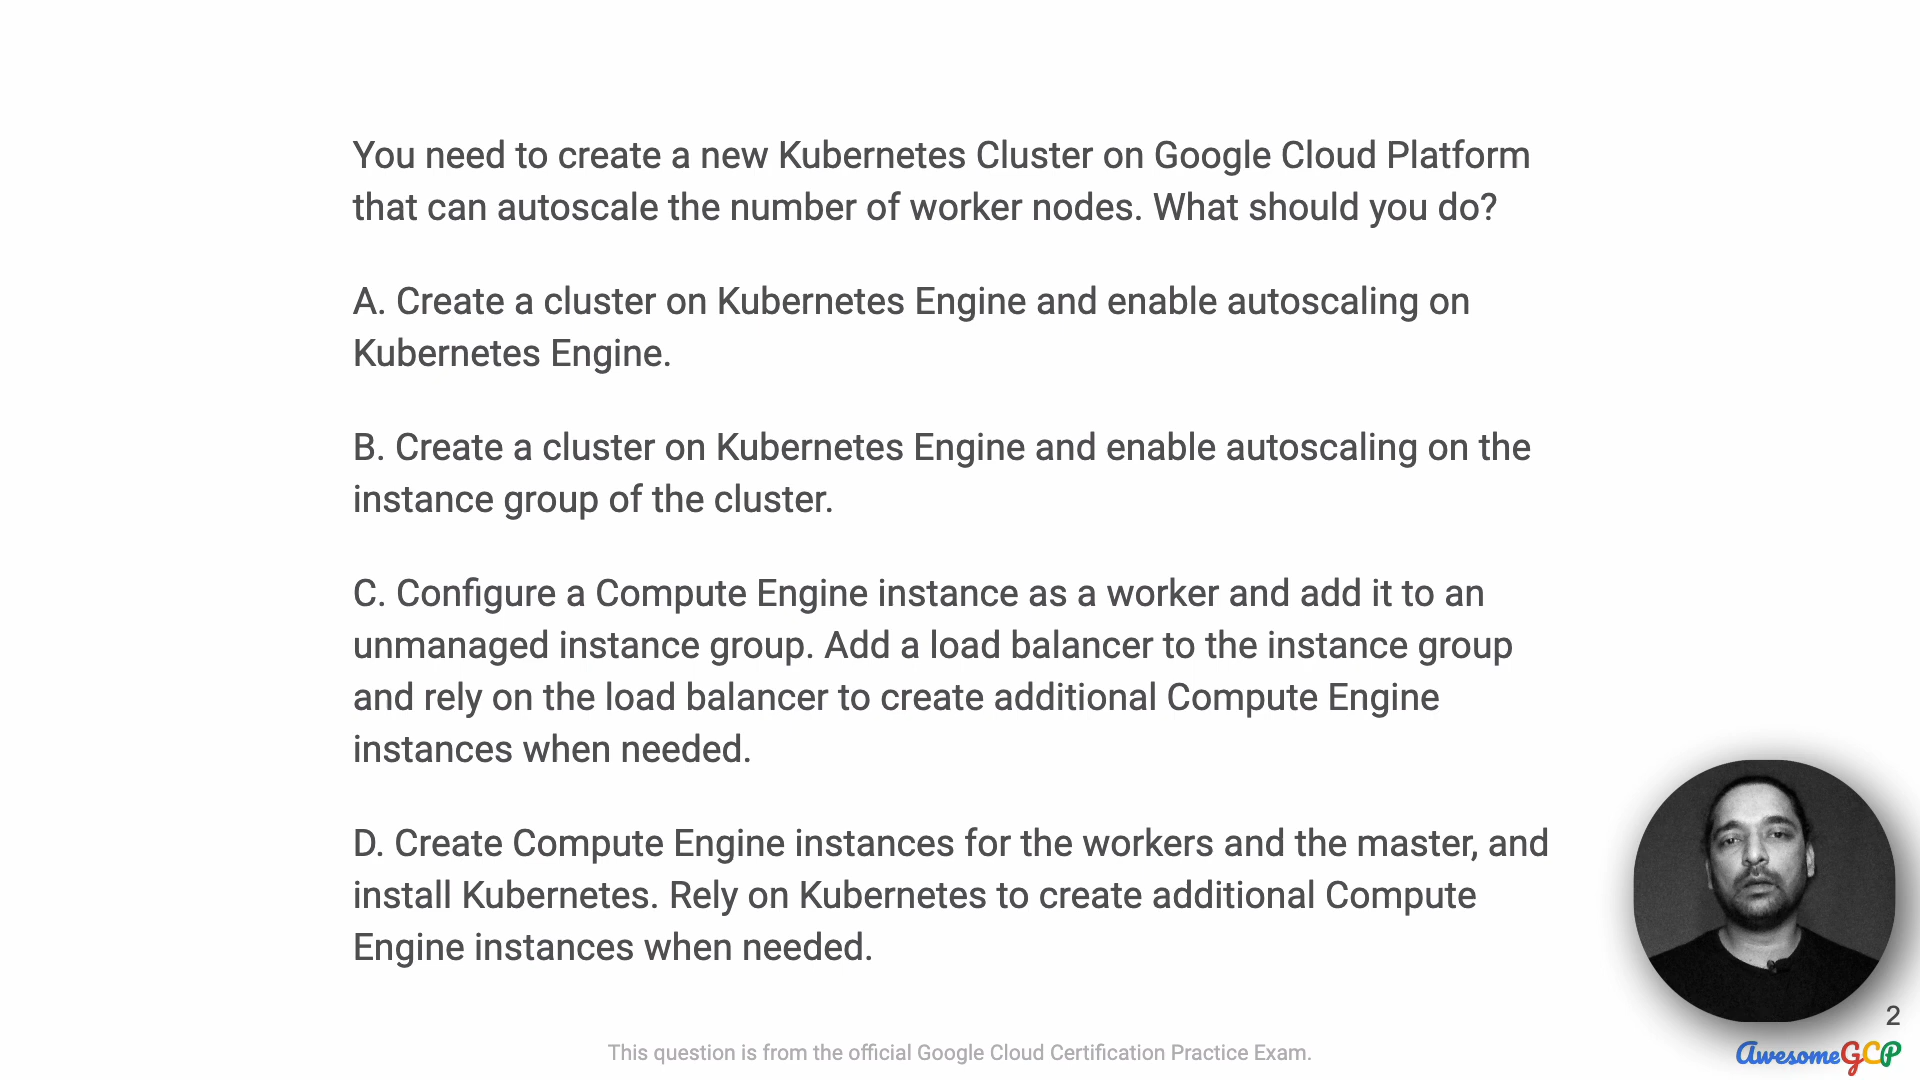 You need to create a new Kubernetes Cluster on Google Cloud Platform
that can autoscale the number of worker nodes. What should you do?
A. Create a cluster on Kubernetes Engine and enable autoscaling on
Kubernetes Engine.
B. Create a cluster on Kubernetes Engine and enable autoscaling on the
instance group of the cluster.
C. Configure a Compute Engine instance as a worker and add it to an
unmanaged instance group. Add a load balancer to the instance group
and rely on the load balancer to create additional Compute Engine
instances when needed.
D. Create Compute Engine instances for the workers and the master, and
install Kubernetes. Rely on Kubernetes to create additional Compute
Engine instances when needed.
2
This question is from the official Google Cloud Certification Practice Exam.
AwesomeGCP